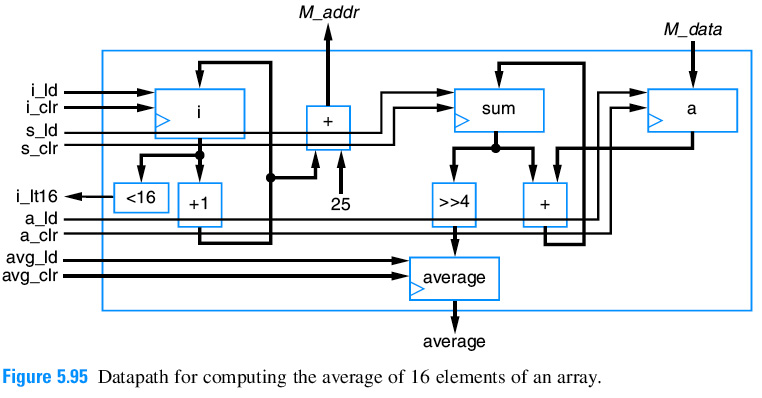 M_addr
M_data
i_ld
i_clr
i
+
sum
a
s_ld
s_clr
i_lt16
<16
+1
25
>>4
+
a_ld
a_clr
avg_ld
avg_clr
average
average
Figure 5.95 Datapath for computing the average of 16 elements of an array.